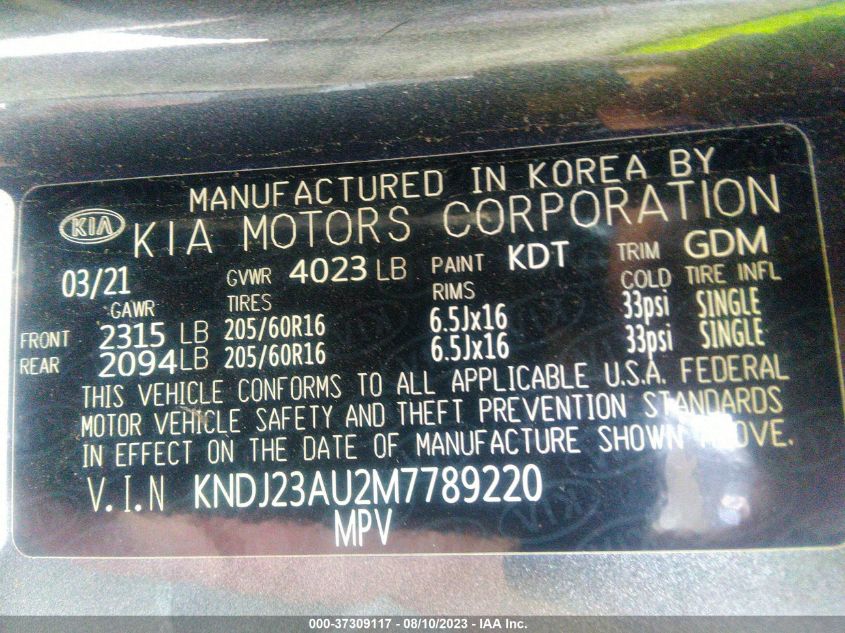 MANUFACTURED IN KOREA BY
KIA KIA MOTORS CORPORATION
03/21 GVWR 4023 LB PAINT KDT TRIM GDM
GAWR TIRES RIMS COLD TIRE INFL
FRONT 2315 LB 205/60R16 6.5Jx16 33psi SINGLE
REAR 2094LB 205/60R16 6.5Jx16 33psi SINGLE
THIS VEHICLE CONFORMS TO ALL APPLICABLE U.S.A. FEDERAL
MOTOR VEHICLE SAFETY AND THEFT PREVENTION STANDARDS
IN EFFECT ON THE DATE OF MANUFACTURE SHOWN ABOVE.
V.I.N KNDJ23AU2M7789220
MPV
000-37309117 - 08/10/2023 - IAA Inc.